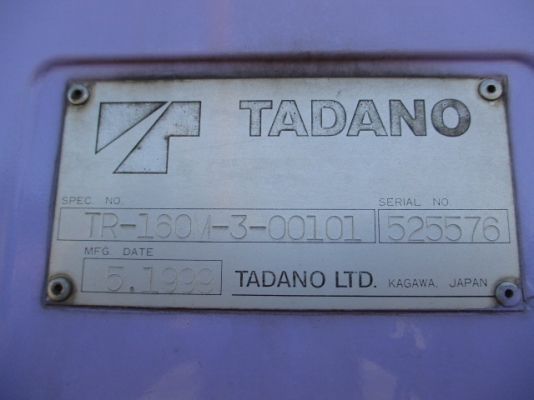 TADANO
SPEC NO. SERIAL NO.
TR-160M-3-00101 525576
MFG. DATE
5.1999 TADANO LTD. KAGAWA, JAPAN